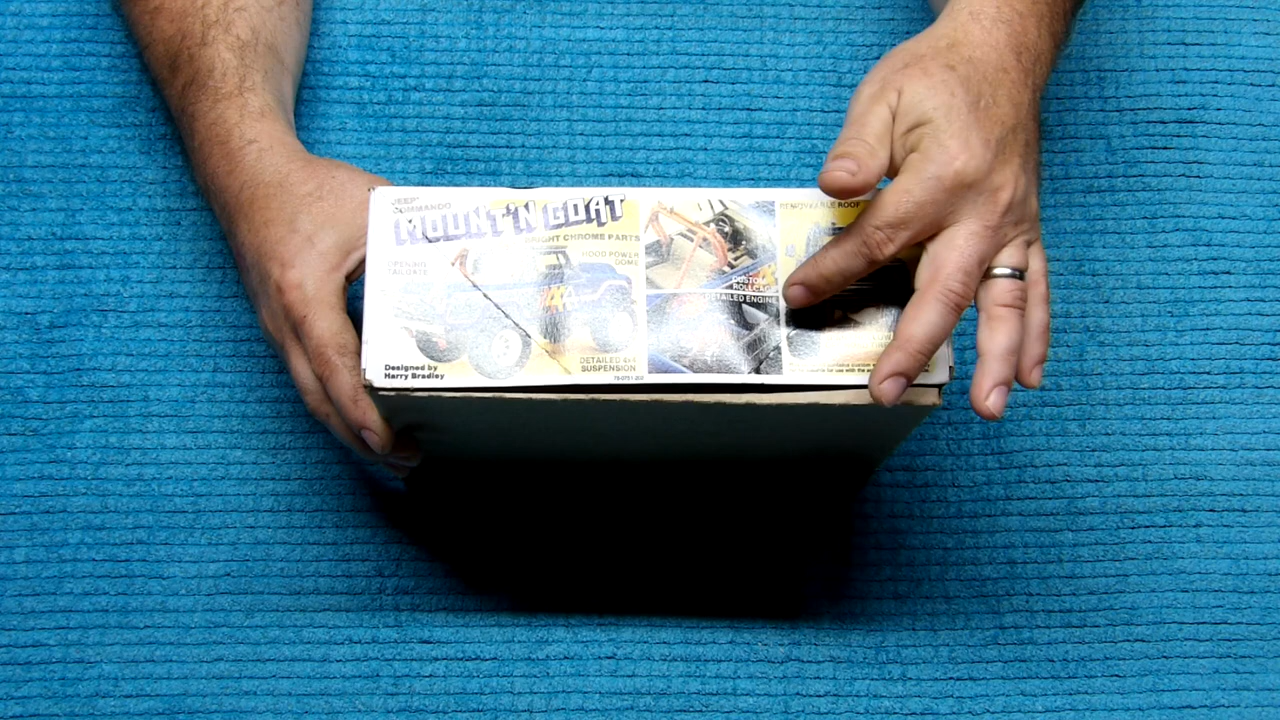 JEEP
COMMANDO
MOUNT'N GOAT
BRIGHT CHROME PARTS
OPENING
TAILGATE
HOOD POWER
DOME
DETAILED 4x4
SUSPENSION
Designed by
Harry Bradley
CUSTOM
ROLLCAGE
DETAILED ENGINE
REMOVEABLE ROOF